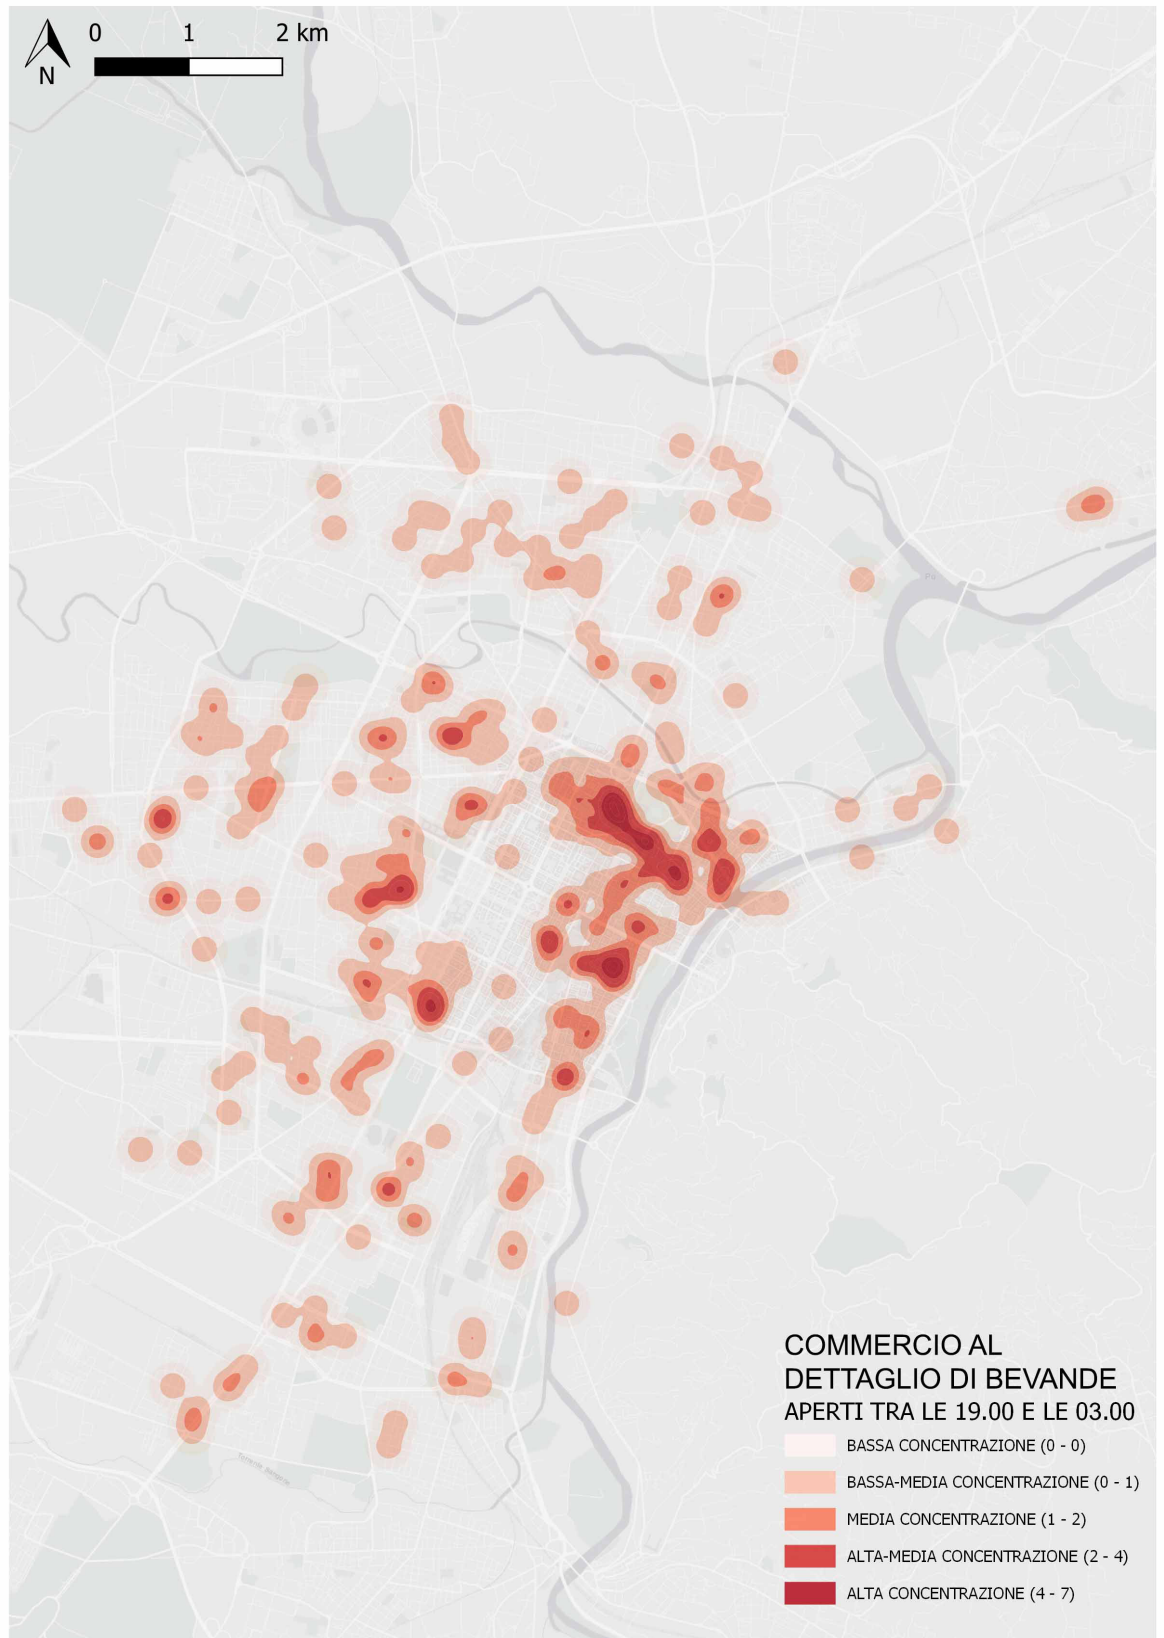 0 1 2 km
N
Po
COMMERCIO AL
DETTAGLIO DI BEVANDE
APERTI TRA LE 19.00 E LE 03.00
BASSA CONCENTRAZIONE (0 - 0)
BASSA-MEDIA CONCENTRAZIONE (0 - 1)
MEDIA CONCENTRAZIONE (1 - 2)
ALTA-MEDIA CONCENTRAZIONE (2 - 4)
ALTA CONCENTRAZIONE (4 - 7)